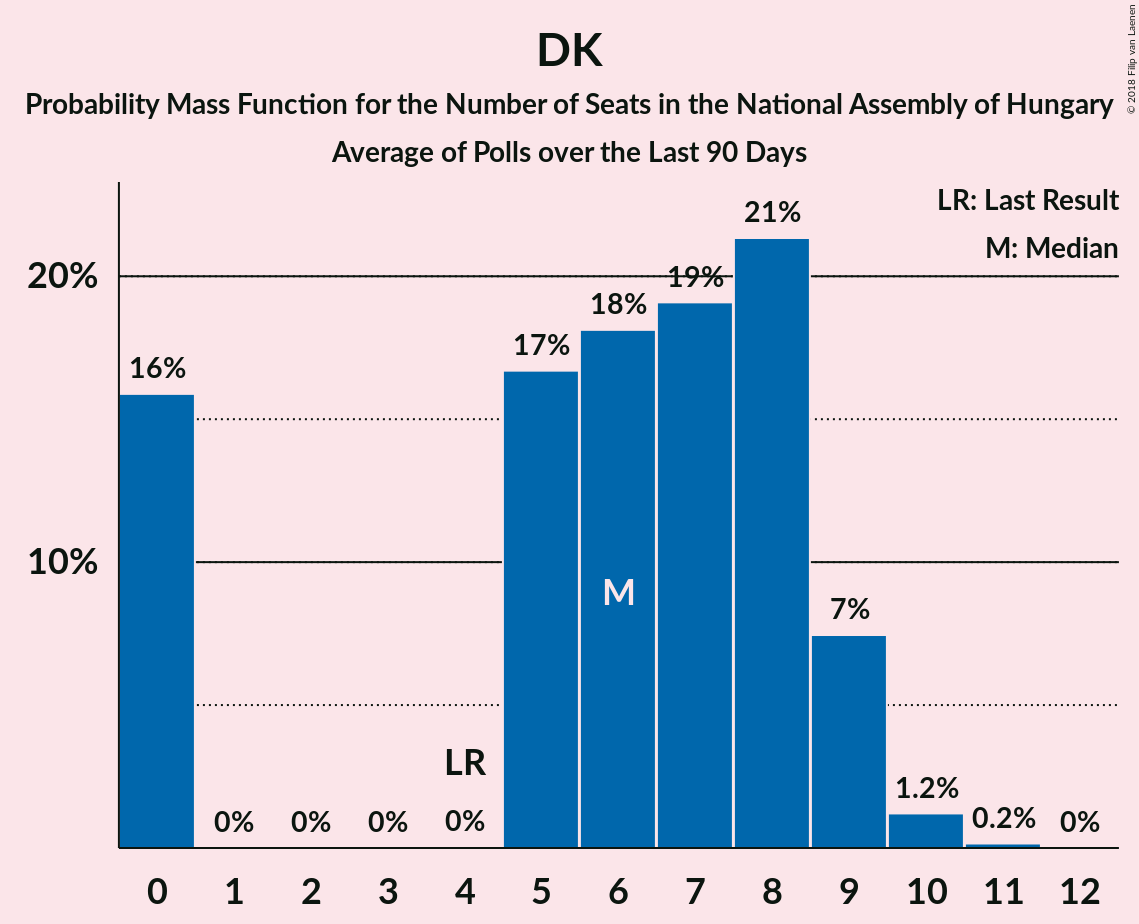 DK
Probability Mass Function for the Number of Seats in the National Assembly of Hungary
Average of Polls over the Last 90 Days
© 2018 Filip van Laenen
LR: Last Result
M: Median
20%
10%
16%
0%
0%
0%
LR
0%
17%
18%
M
19%
21%
7%
1.2%
0.2%
0%
0 1 2 3 4 5 6 7 8 9 10 11 12